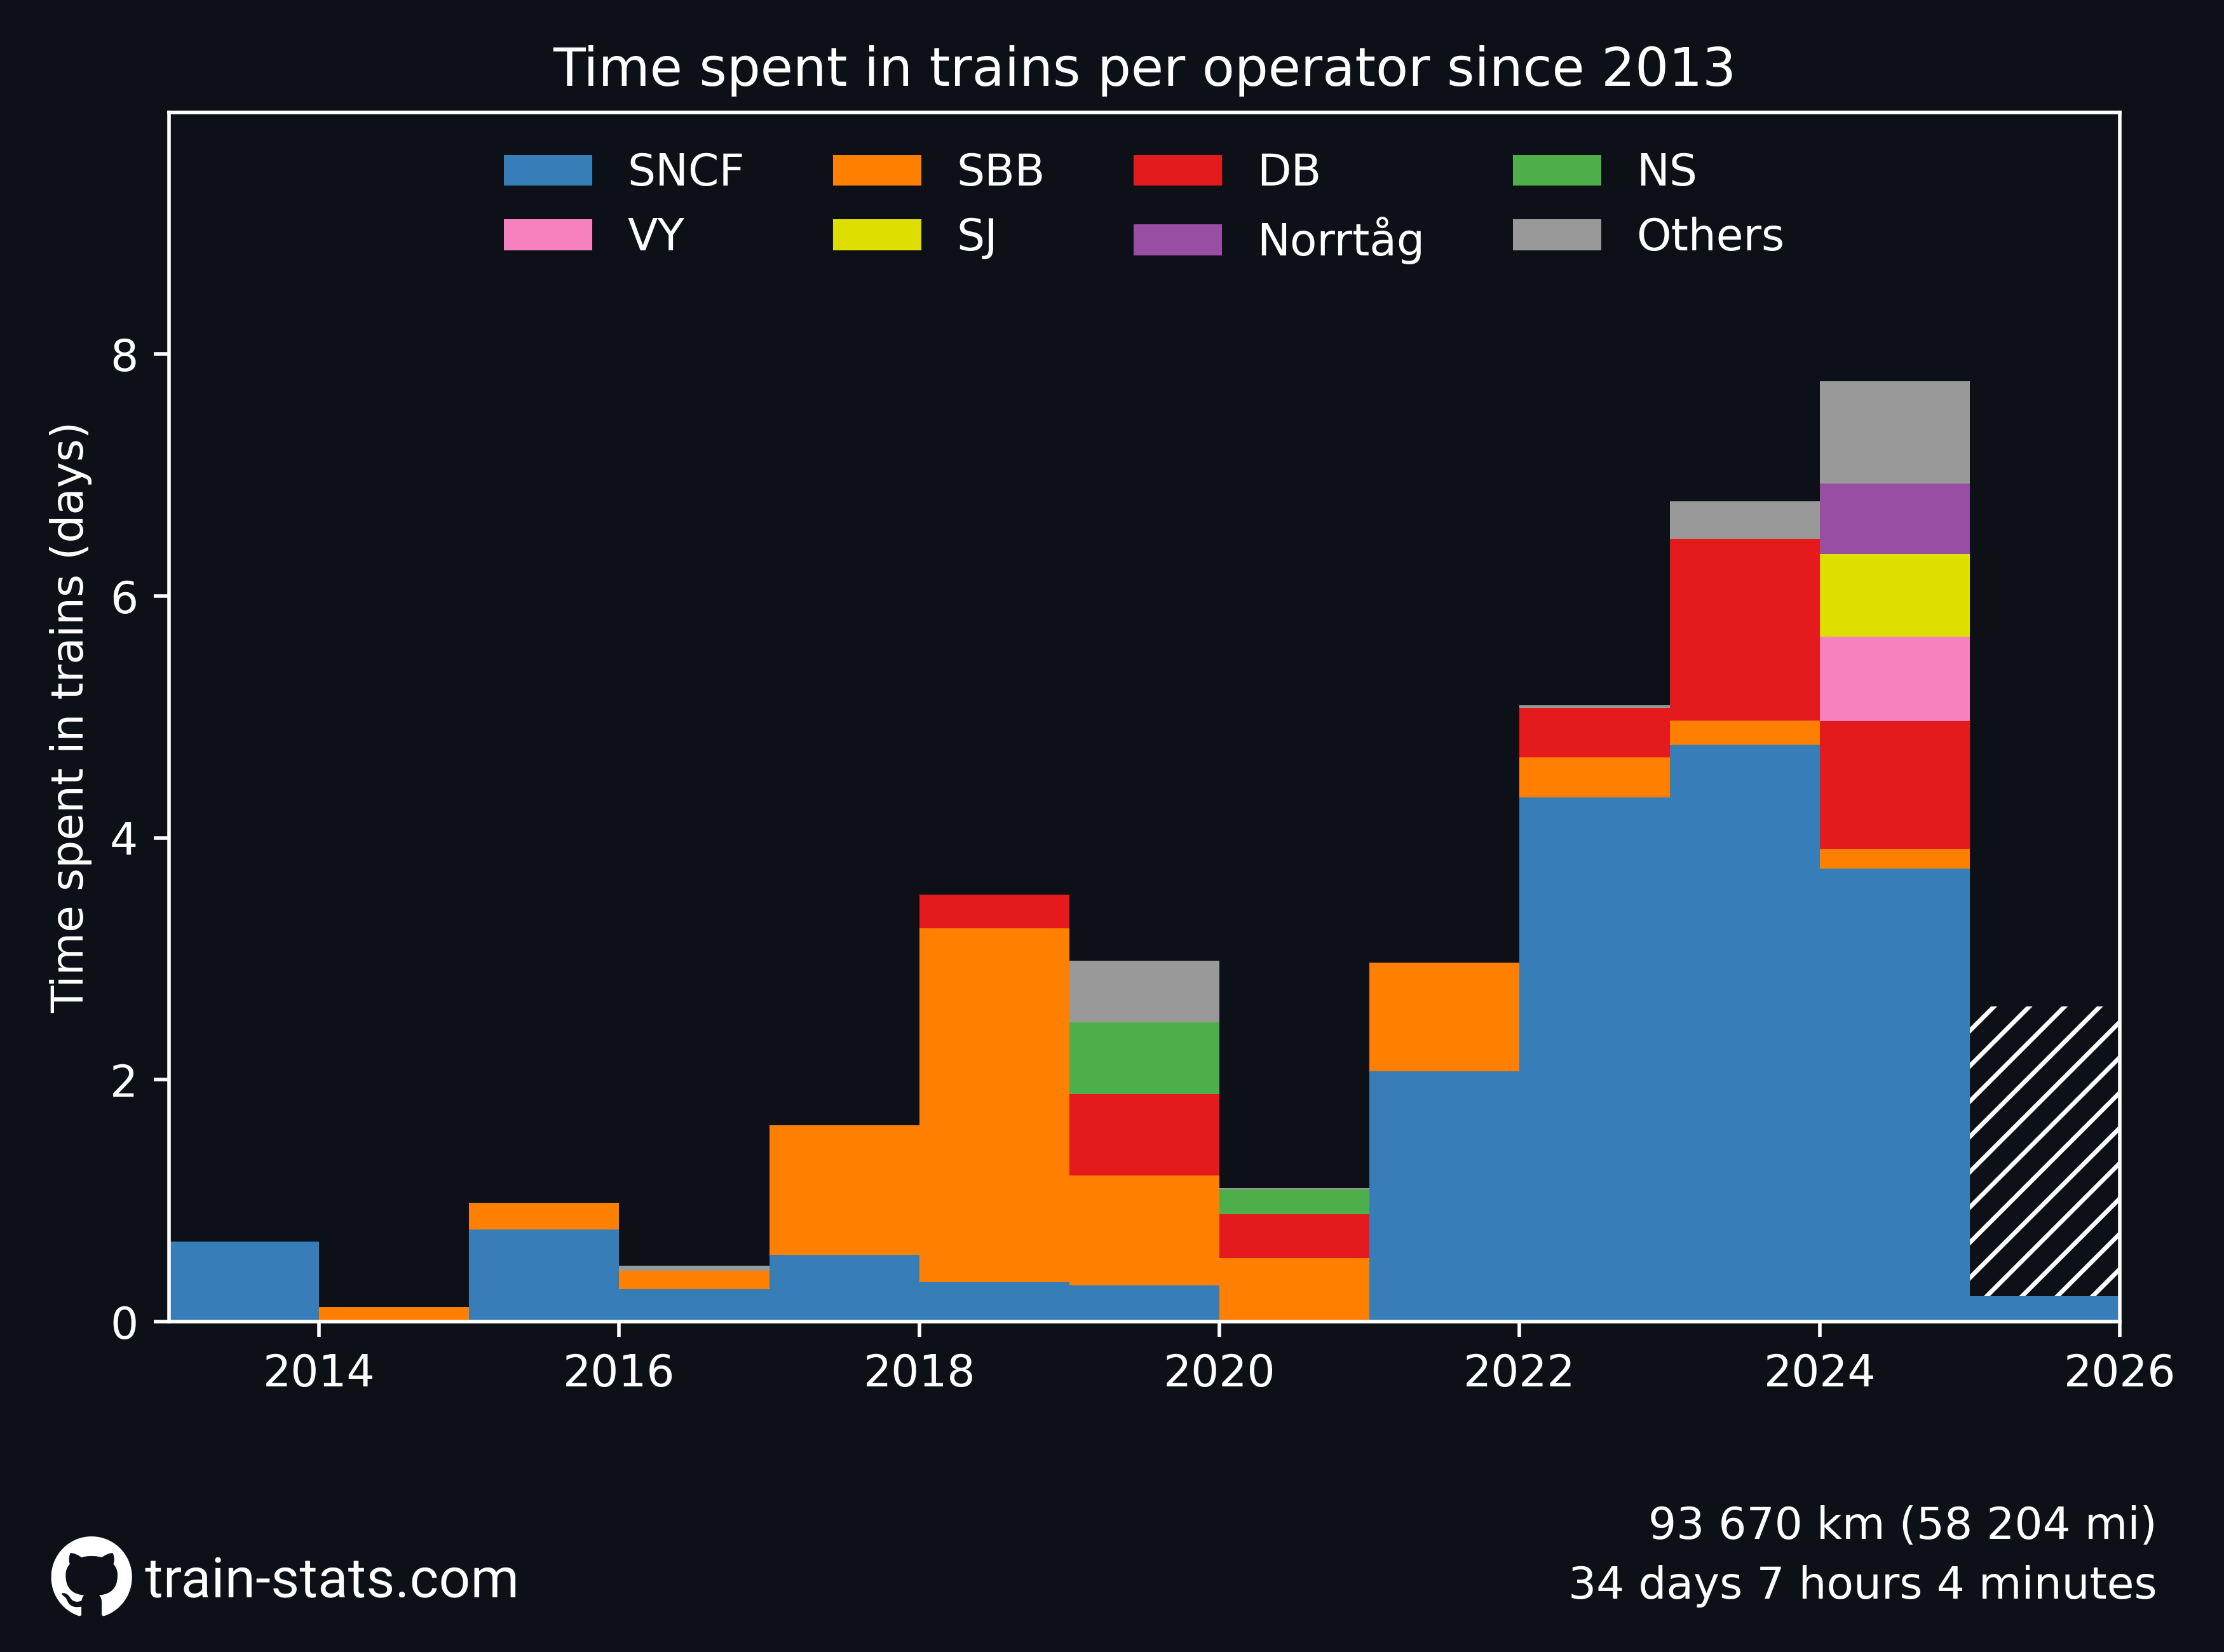 Time spent in trains per operator since 2013
SNCF SBB DB NS
VY SJ Norrtåg Others
Time spent in trains (days)
8
6
4
2
0
2014 2016 2018 2020 2022 2024 2026
93 670 km (58 204 mi)
train-stats.com
34 days 7 hours 4 minutes